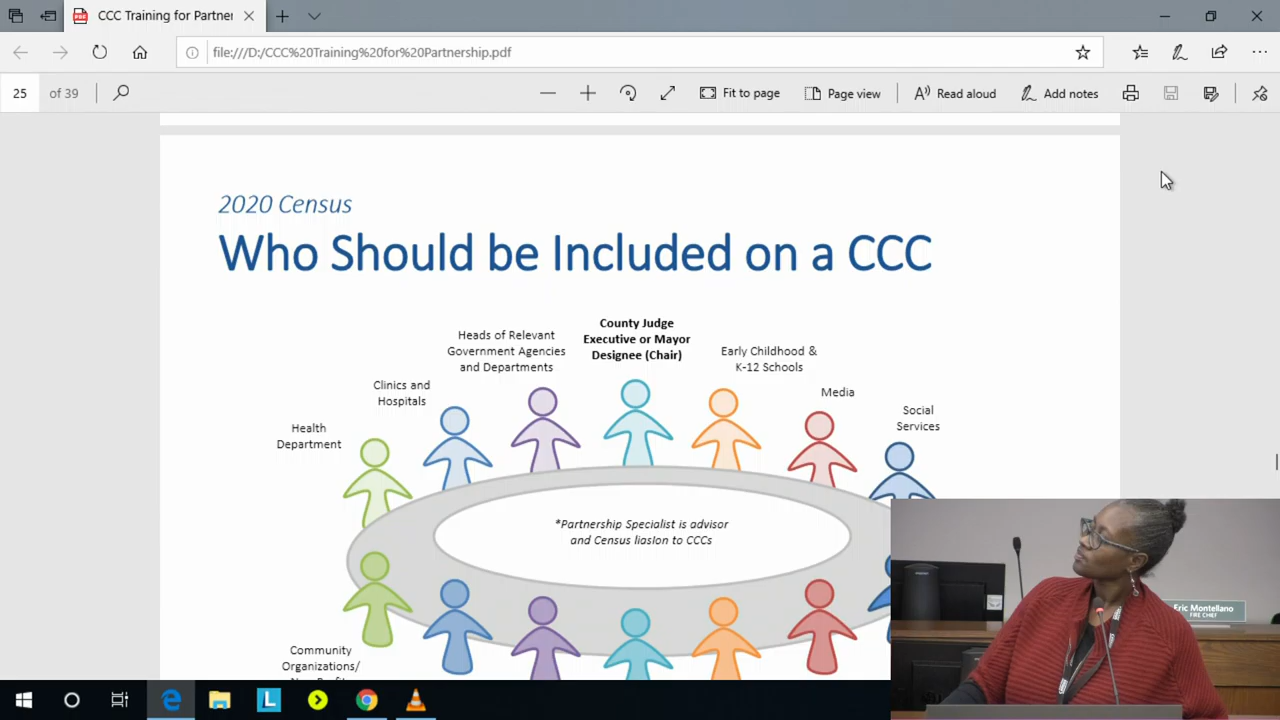 CCC Training for Partner
file:///D:/CCC%20Training%20for%20Partnership.pdf
25 of 39
Fit to page
Page view
Read aloud
Add notes
2020 Census
Who Should be Included on a CCC
County Judge
Executive or Mayor
Designee (Chair)
Heads of Relevant
Government Agencies
and Departments
Early Childhood &
K-12 Schools
Clinics and
Hospitals
Media
Social
Services
Health
Department
*Partnership Specialist is advisor
and Census liasion to CCCs
Community
Organizations/
Eric Montellano
FIRE CHIEF